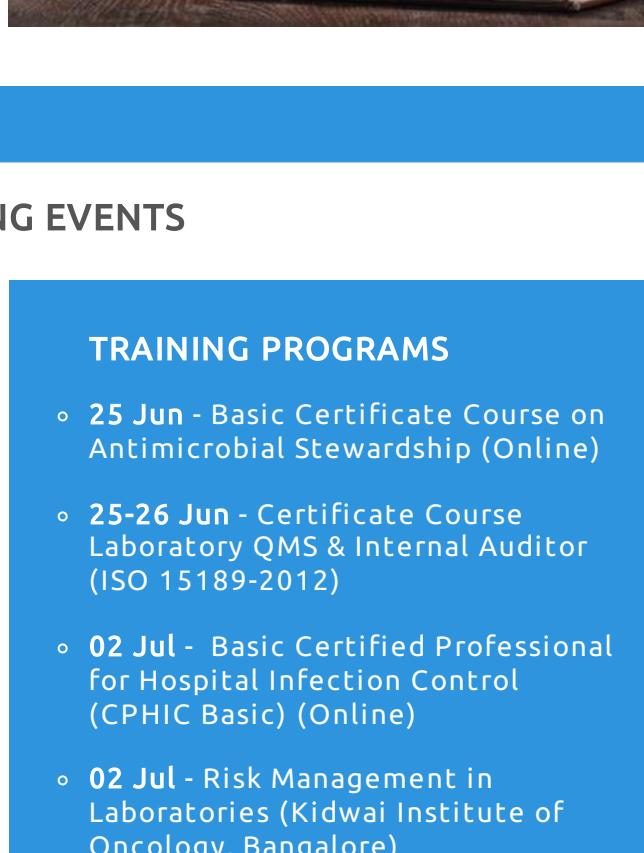 NG EVENTS
TRAINING PROGRAMS
25 Jun - Basic Certificate Course on
Antimicrobial Stewardship (Online)
25-26 Jun - Certificate Course
Laboratory QMS & Internal Auditor
(ISO 15189-2012)
02 Jul - Basic Certified Professional
for Hospital Infection Control
(CPHIC Basic) (Online)
02 Jul - Risk Management in
Laboratories (Kidwai Institute of
Oncology, Bangalore)